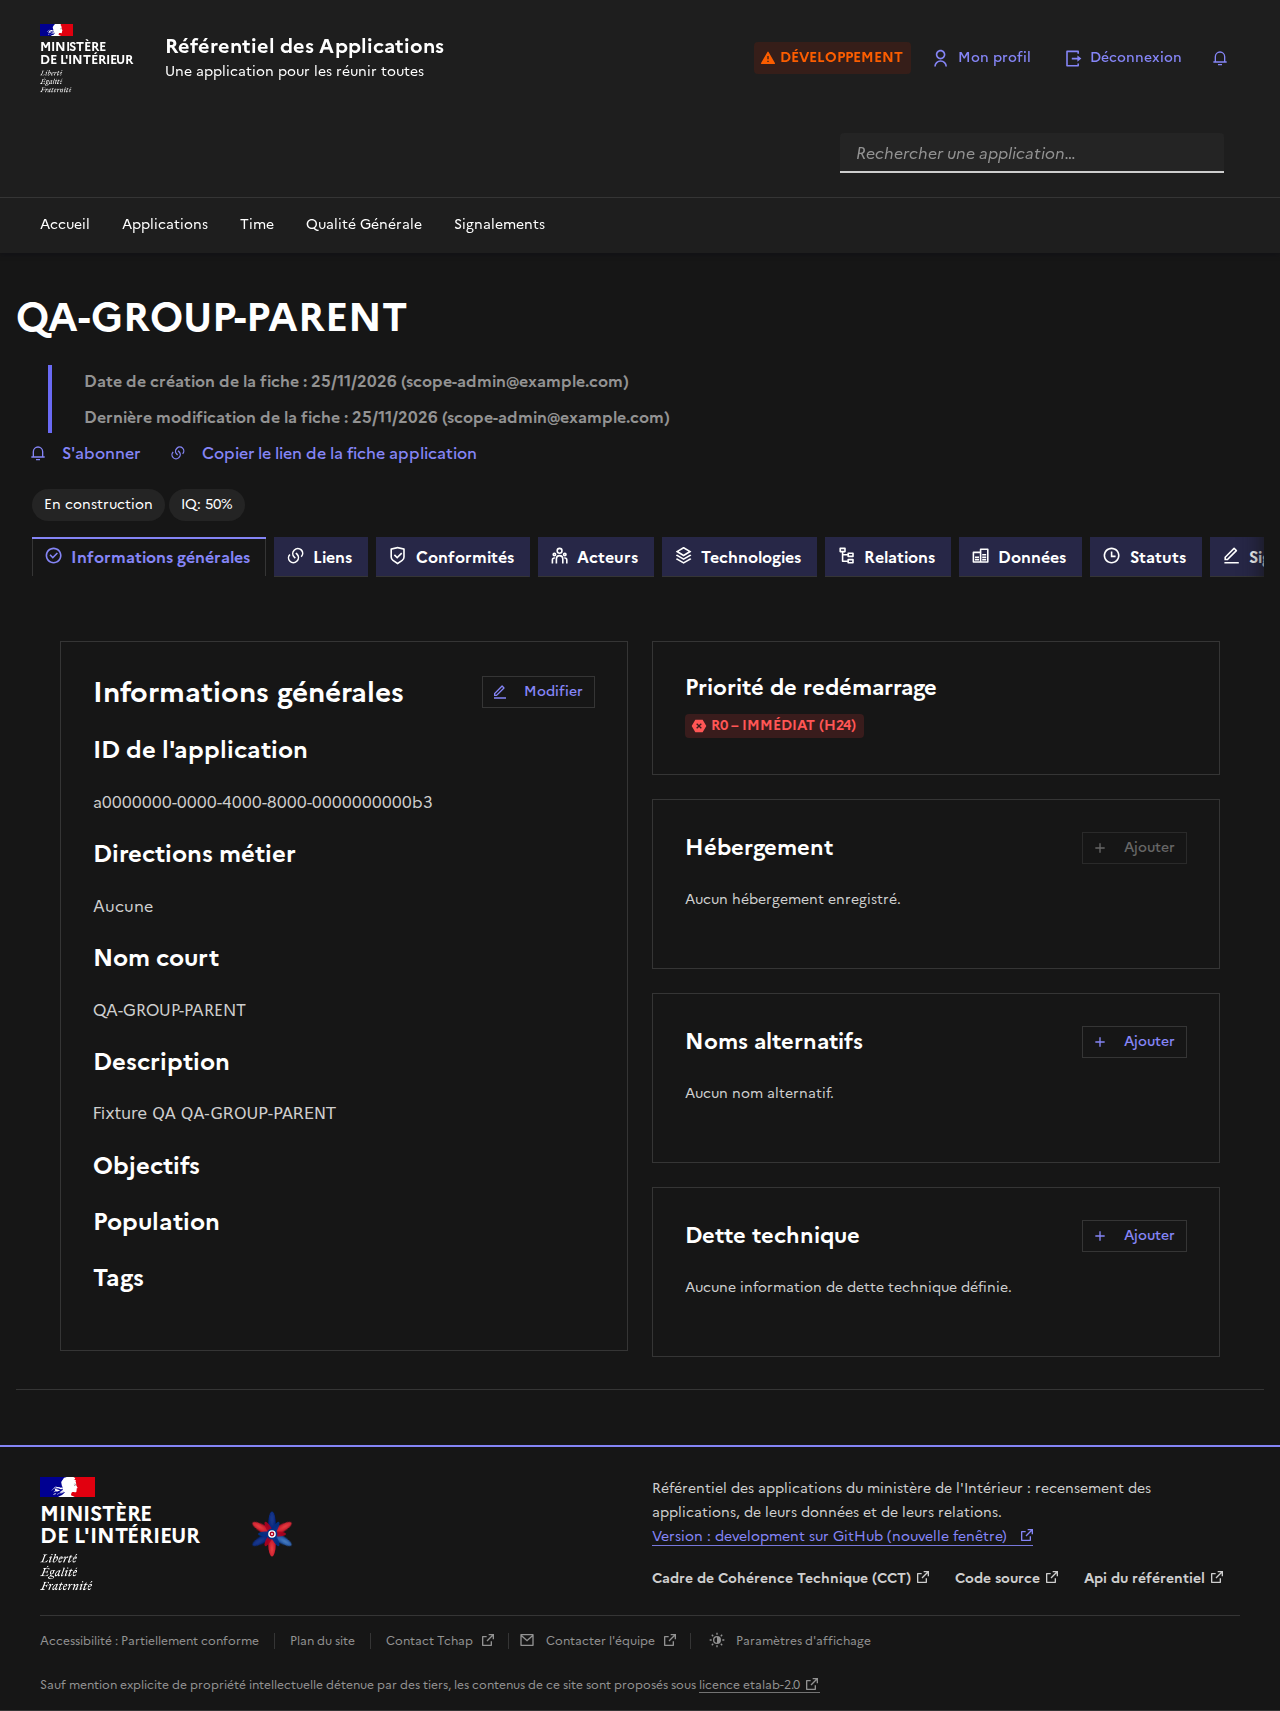 MINISTÈRE
DE L'INTÉRIEUR
Liberté
Égalité
Fraternité
Référentiel des Applications
Une application pour les réunir toutes
DÉVELOPPEMENT
Mon profil
Déconnexion
Rechercher une application...
Accueil
Applications
Time
Qualité Générale
Signalements
QA-GROUP-PARENT
Date de création de la fiche : 25/11/2026 (scope-admin@example.com)
Dernière modification de la fiche : 25/11/2026 (scope-admin@example.com)
S'abonner
Copier le lien de la fiche application
En construction
IQ: 50%
Informations générales
Liens
Conformités
Acteurs
Technologies
Relations
Données
Statuts
Informations générales
Modifier
ID de l'application
a0000000-0000-4000-8000-0000000000b3
Directions métier
Aucune
Nom court
QA-GROUP-PARENT
Description
Fixture QA QA-GROUP-PARENT
Objectifs
Population
Tags
Priorité de redémarrage
R0 – IMMÉDIAT (H24)
Hébergement
Ajouter
Aucun hébergement enregistré.
Noms alternatifs
Ajouter
Aucun nom alternatif.
Dette technique
Ajouter
Aucune information de dette technique définie.
MINISTÈRE
DE L'INTÉRIEUR
Liberté
Égalité
Fraternité
Référentiel des applications du ministère de l'Intérieur : recensement des
applications, de leurs données et de leurs relations.
Version : development sur GitHub (nouvelle fenêtre)
Cadre de Cohérence Technique (CCT)
Code source
Api du référentiel
Accessibilité : Partiellement conforme
Plan du site
Contact Tchap
Contacter l'équipe
Paramètres d'affichage
Sauf mention explicite de propriété intellectuelle détenue par des tiers, les contenus de ce site sont proposés sous licence etalab-2.0